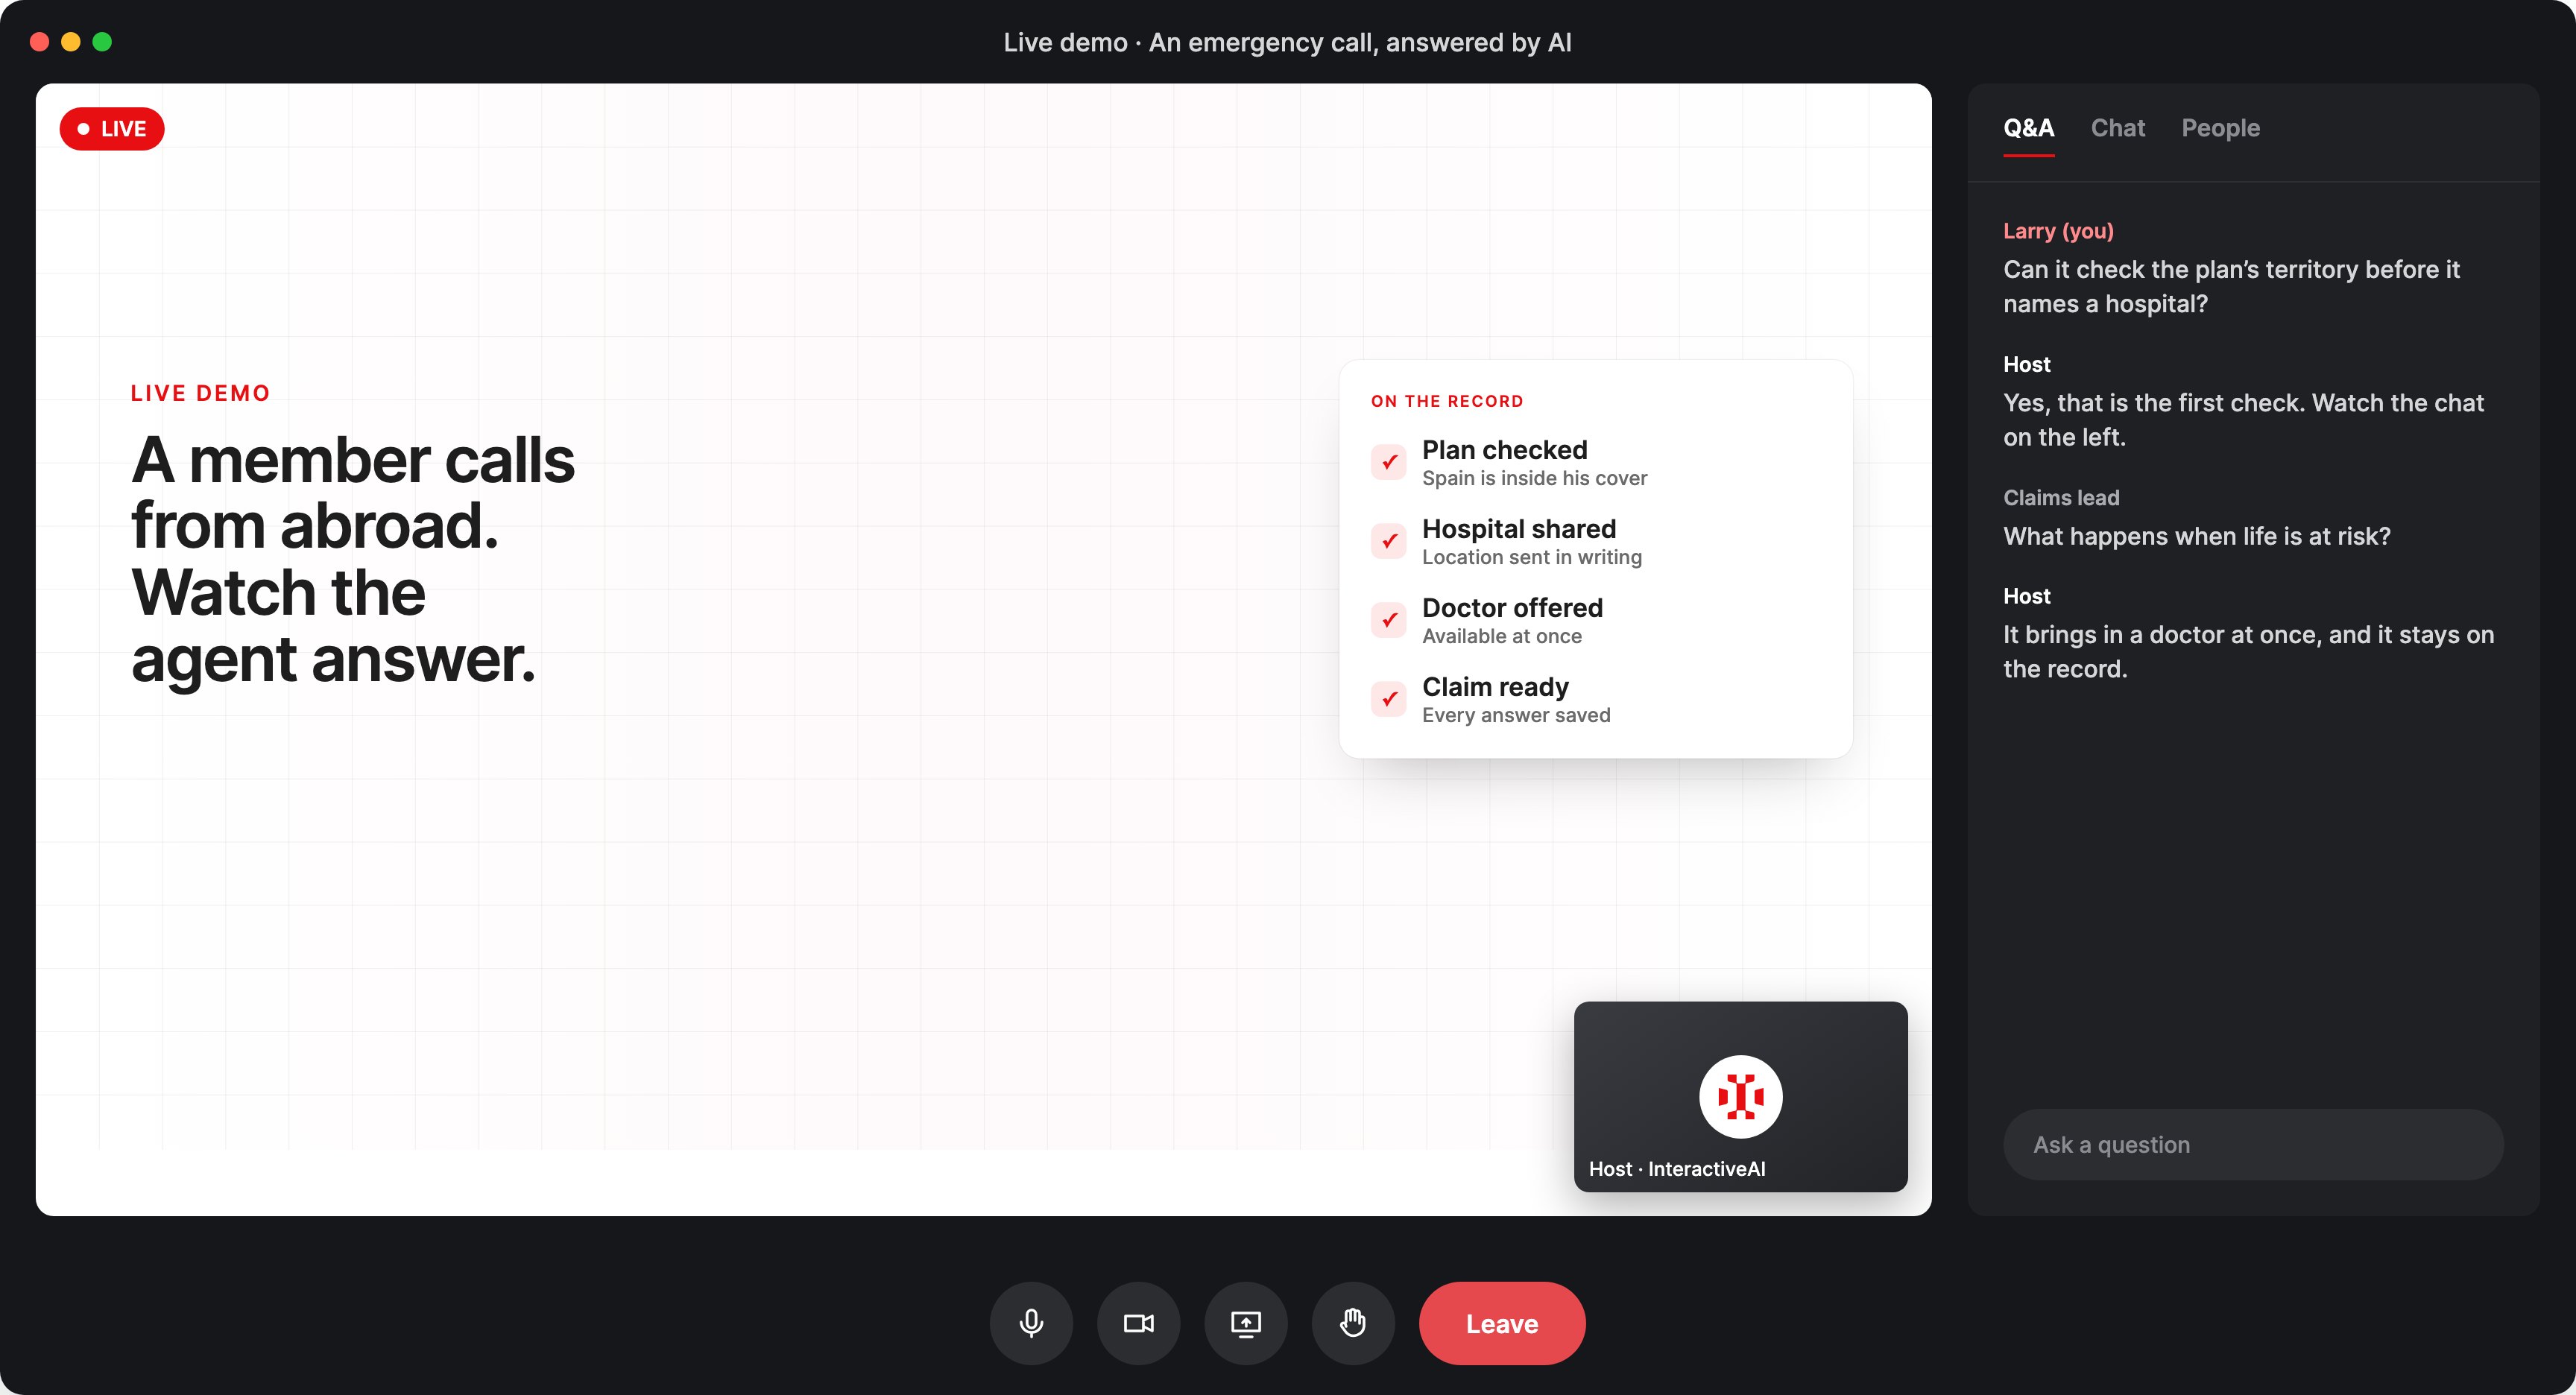 Live demo · An emergency call, answered by AI
LIVE
LIVE DEMO
A member calls
from abroad.
Watch the
agent answer.
ON THE RECORD
Plan checked
Spain is inside his cover
Hospital shared
Location sent in writing
Doctor offered
Available at once
Claim ready
Every answer saved
Host · InteractiveAI
Q&A Chat People
Larry (you)
Can it check the plan’s territory before it
names a hospital?
Host
Yes, that is the first check. Watch the chat
on the left.
Claims lead
What happens when life is at risk?
Host
It brings in a doctor at once, and it stays on
the record.
Ask a question
Leave